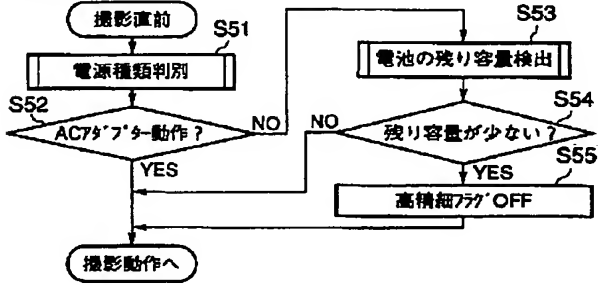 撮影直前
S51
電源種類判別
S52
ACアダプター動作？
NO
YES
S53
電池の残り容量検出
S54
残り容量が少ない？
NO
YES
S55
高精細フラグOFF
撮影動作へ